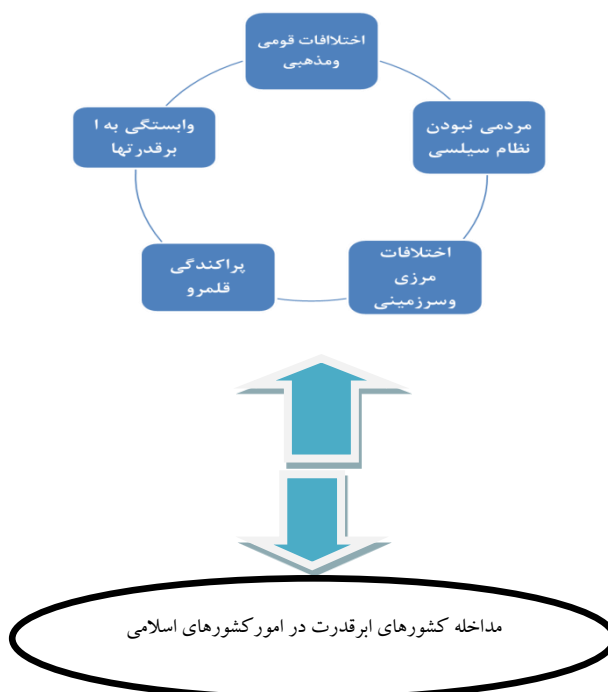 اختلاافات قومی
ومذهبی
مردمی نبودن
نظام سیلسی
اختلافات
مرزی
وسرزمینی
پراکندگی
قلمرو
وابستگی به ا
برقدرتها
مداخله کشورهای ابرقدرت در امورکشورهای اسلامی